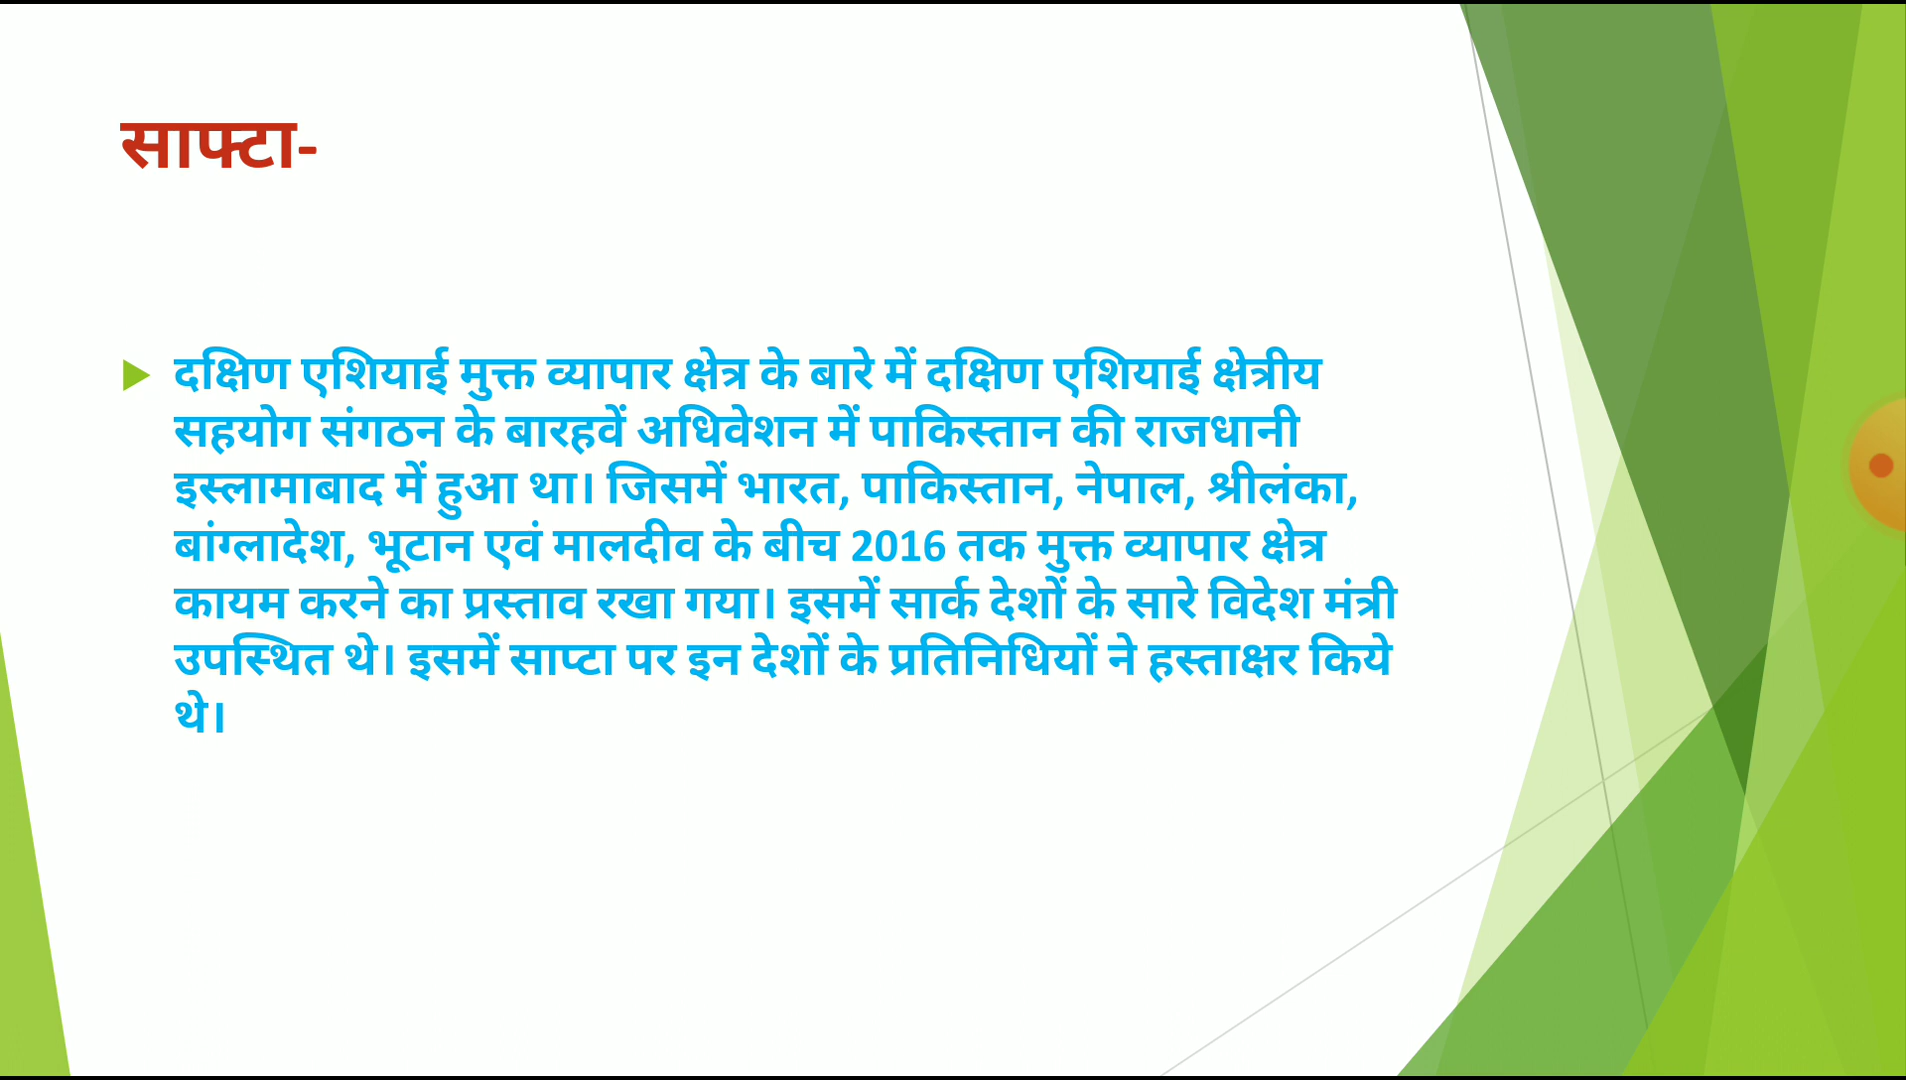 साफ्टा-
दक्षिण एशियाई मुक्त व्यापार क्षेत्र के बारे में दक्षिण एशियाई क्षेत्रीय
सहयोग संगठन के बारहवें अधिवेशन में पाकिस्तान की राजधानी
इस्लामाबाद में हुआ था। जिसमें भारत, पाकिस्तान, नेपाल, श्रीलंका,
बांग्लादेश, भूटान एवं मालदीव के बीच 2016 तक मुक्त व्यापार क्षेत्र
कायम करने का प्रस्ताव रखा गया। इसमें सार्क देशों के सारे विदेश मंत्री
उपस्थित थे। इसमें साप्टा पर इन देशों के प्रतिनिधियों ने हस्ताक्षर किये
थे।